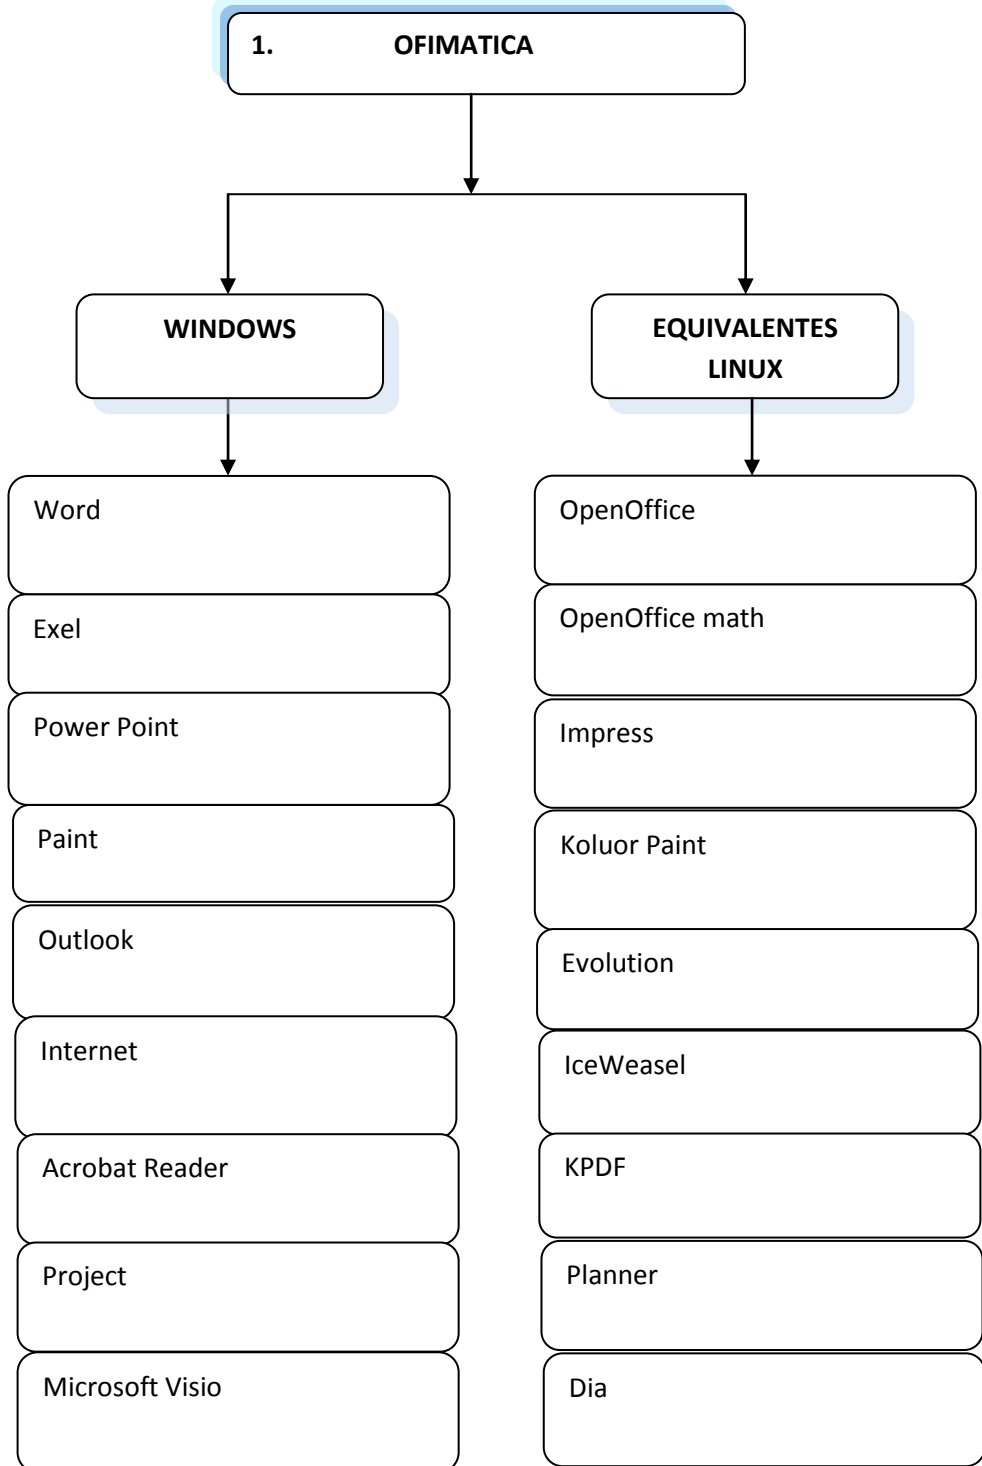 1. OFIMATICA
WINDOWS
EQUIVALENTES
LINUX
Word
Exel
Power Point
Paint
Outlook
Internet
Acrobat Reader
Project
Microsoft Visio
OpenOffice
OpenOffice math
Impress
Koluor Paint
Evolution
IceWeasel
KPDF
Planner
Dia